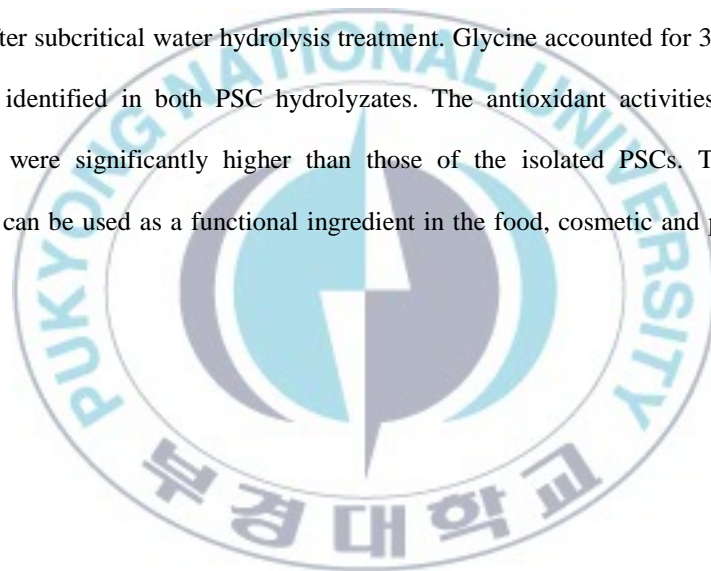 fter subcritical water hydrolysis treatment. Glycine accounted for 3
identified in both PSC hydrolyzates. The antioxidant activities
were significantly higher than those of the isolated PSCs. T
can be used as a functional ingredient in the food, cosmetic and p
PUKYONG NATIONAL UNIVERSITY
부경대학교